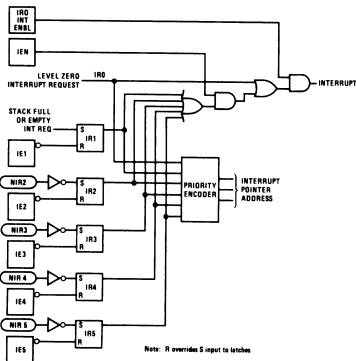 IR0
INT
ENBL
IEN
LEVEL ZERO
INTERRUPT REQUEST
IR0
INTERRUPT
STACK FULL
OR EMPTY
INT REQ
S
R
IR1
IE1
NIR2
S
R
IR2
IE2
NIR3
S
R
IR3
IE3
NIR 4
S
R
IR4
IE4
NIR 5
S
R
IR5
IE5
PRIORITY
ENCODER
INTERRUPT
POINTER
ADDRESS
Note: R overrides S input to latches